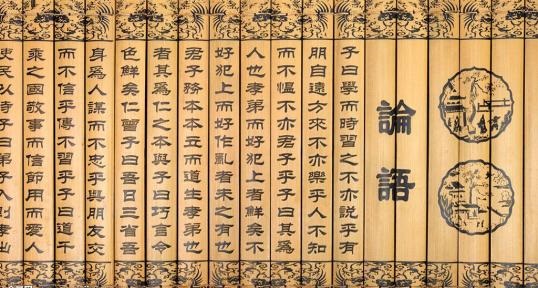 論語
子曰學而時習之不亦說乎有
朋自遠方來不亦樂乎人不知
而不慍不亦君子乎子曰其爲
人也孝弟而好犯上者鮮矣不
好犯上而好作亂者未之有也
君子務本本立而道生孝弟也
者其爲仁之本與子曰巧言令
色鮮矣仁曾子曰吾日三省吾
身爲人謀而不忠乎與朋友交
而不信乎傳不習乎子曰道千
乘之國敬事而信節用而愛人
使民以時子曰弟子入則孝出